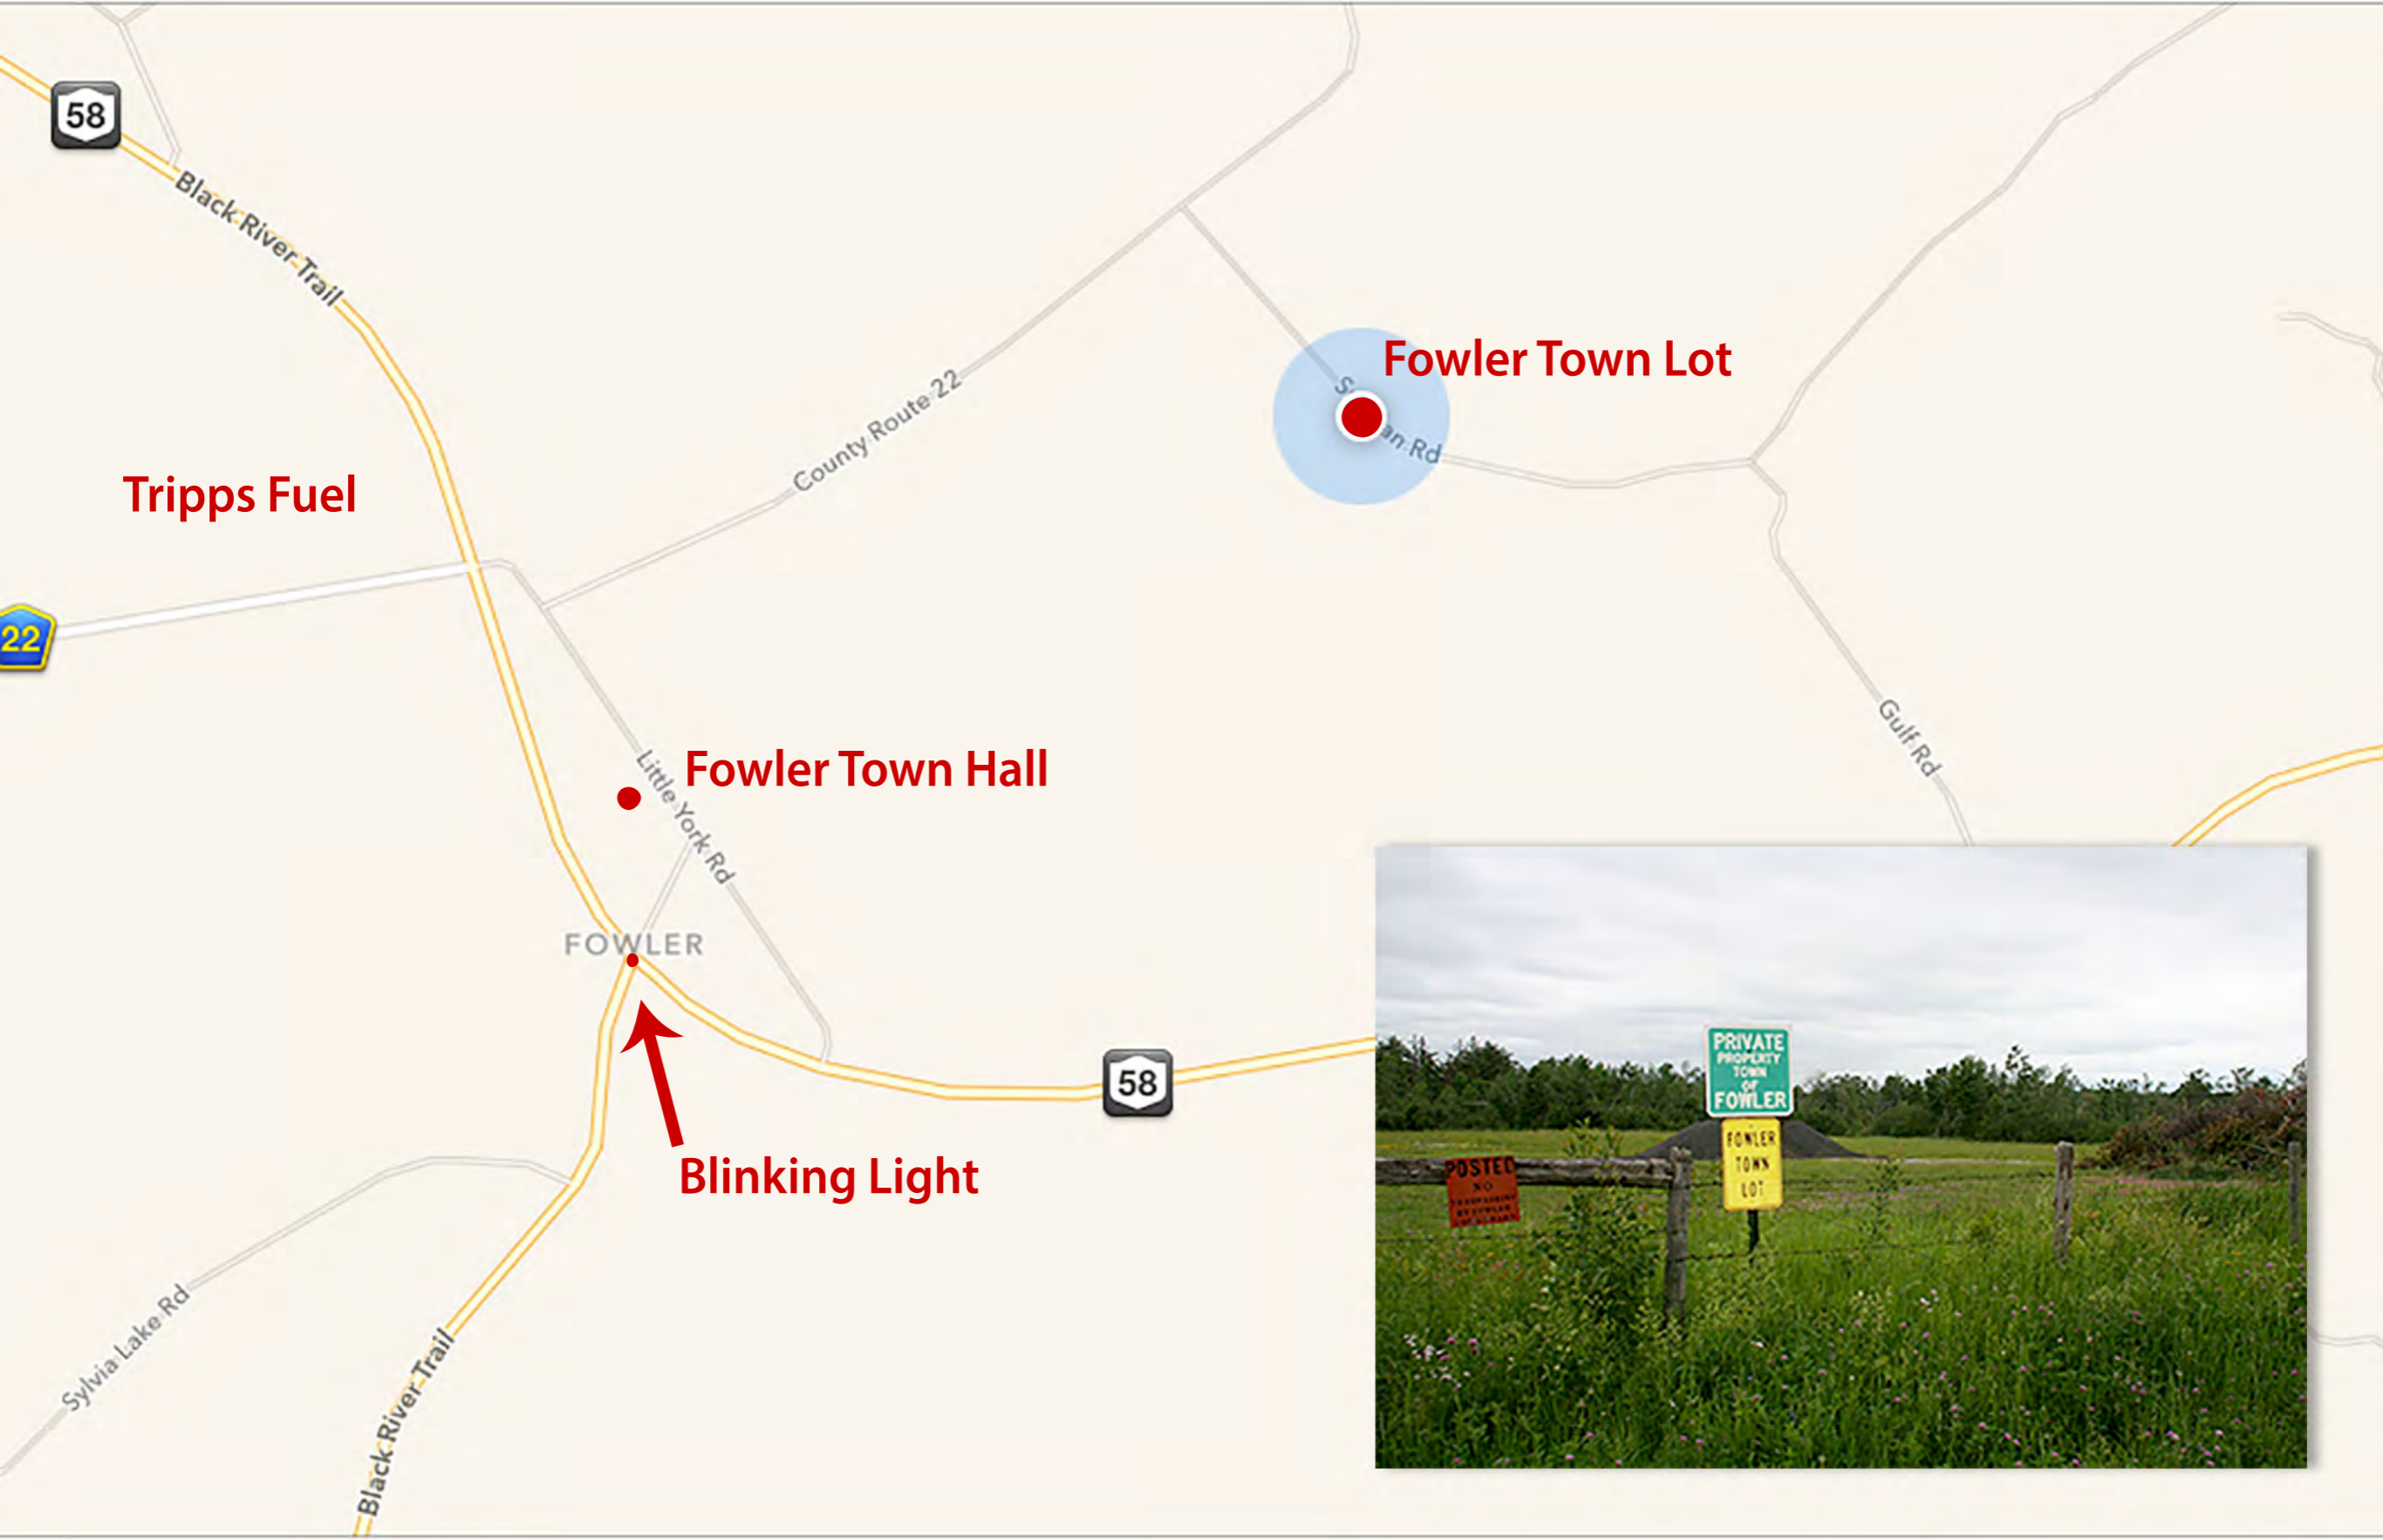 58
Black River Trail
Fowler Town Lot
County Route 22
an Rd
Tripps Fuel
22
Fowler Town Hall
Little York Rd
Gulf Rd
FOWLER
58
Blinking Light
Sylvia Lake Rd
Black River Trail
PRIVATE
PROPERTY
TOWN
OF
FOWLER
FOWLER
TOWN
LOT
POSTED
NO